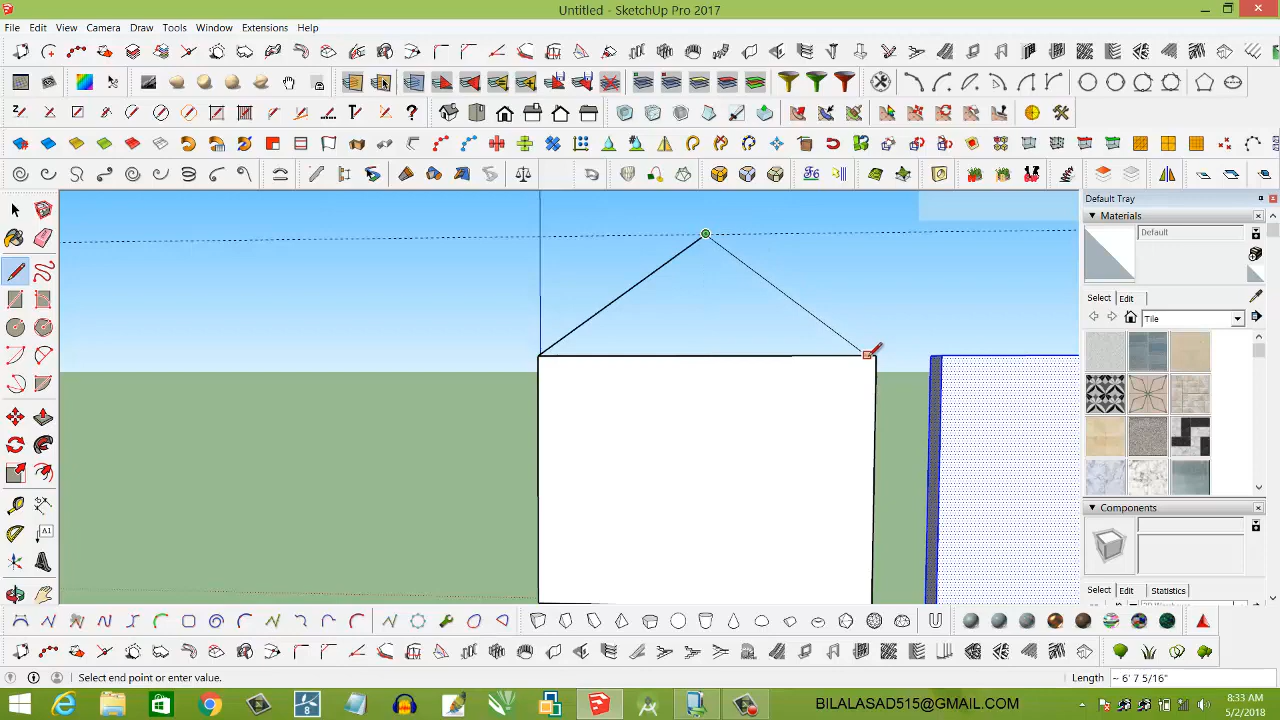 Untitled - SketchUp Pro 2017
File Edit View Camera Draw Tools Window Extensions Help
Default Tray
Materials
Default
Select Edit
Tile
A1
Components
Select Edit Statistics
Select end point or enter value.
Length ~ 6' 7 5/16"
8
BILALASAD515@GMAIL.COM
8:33 AM
5/2/2018